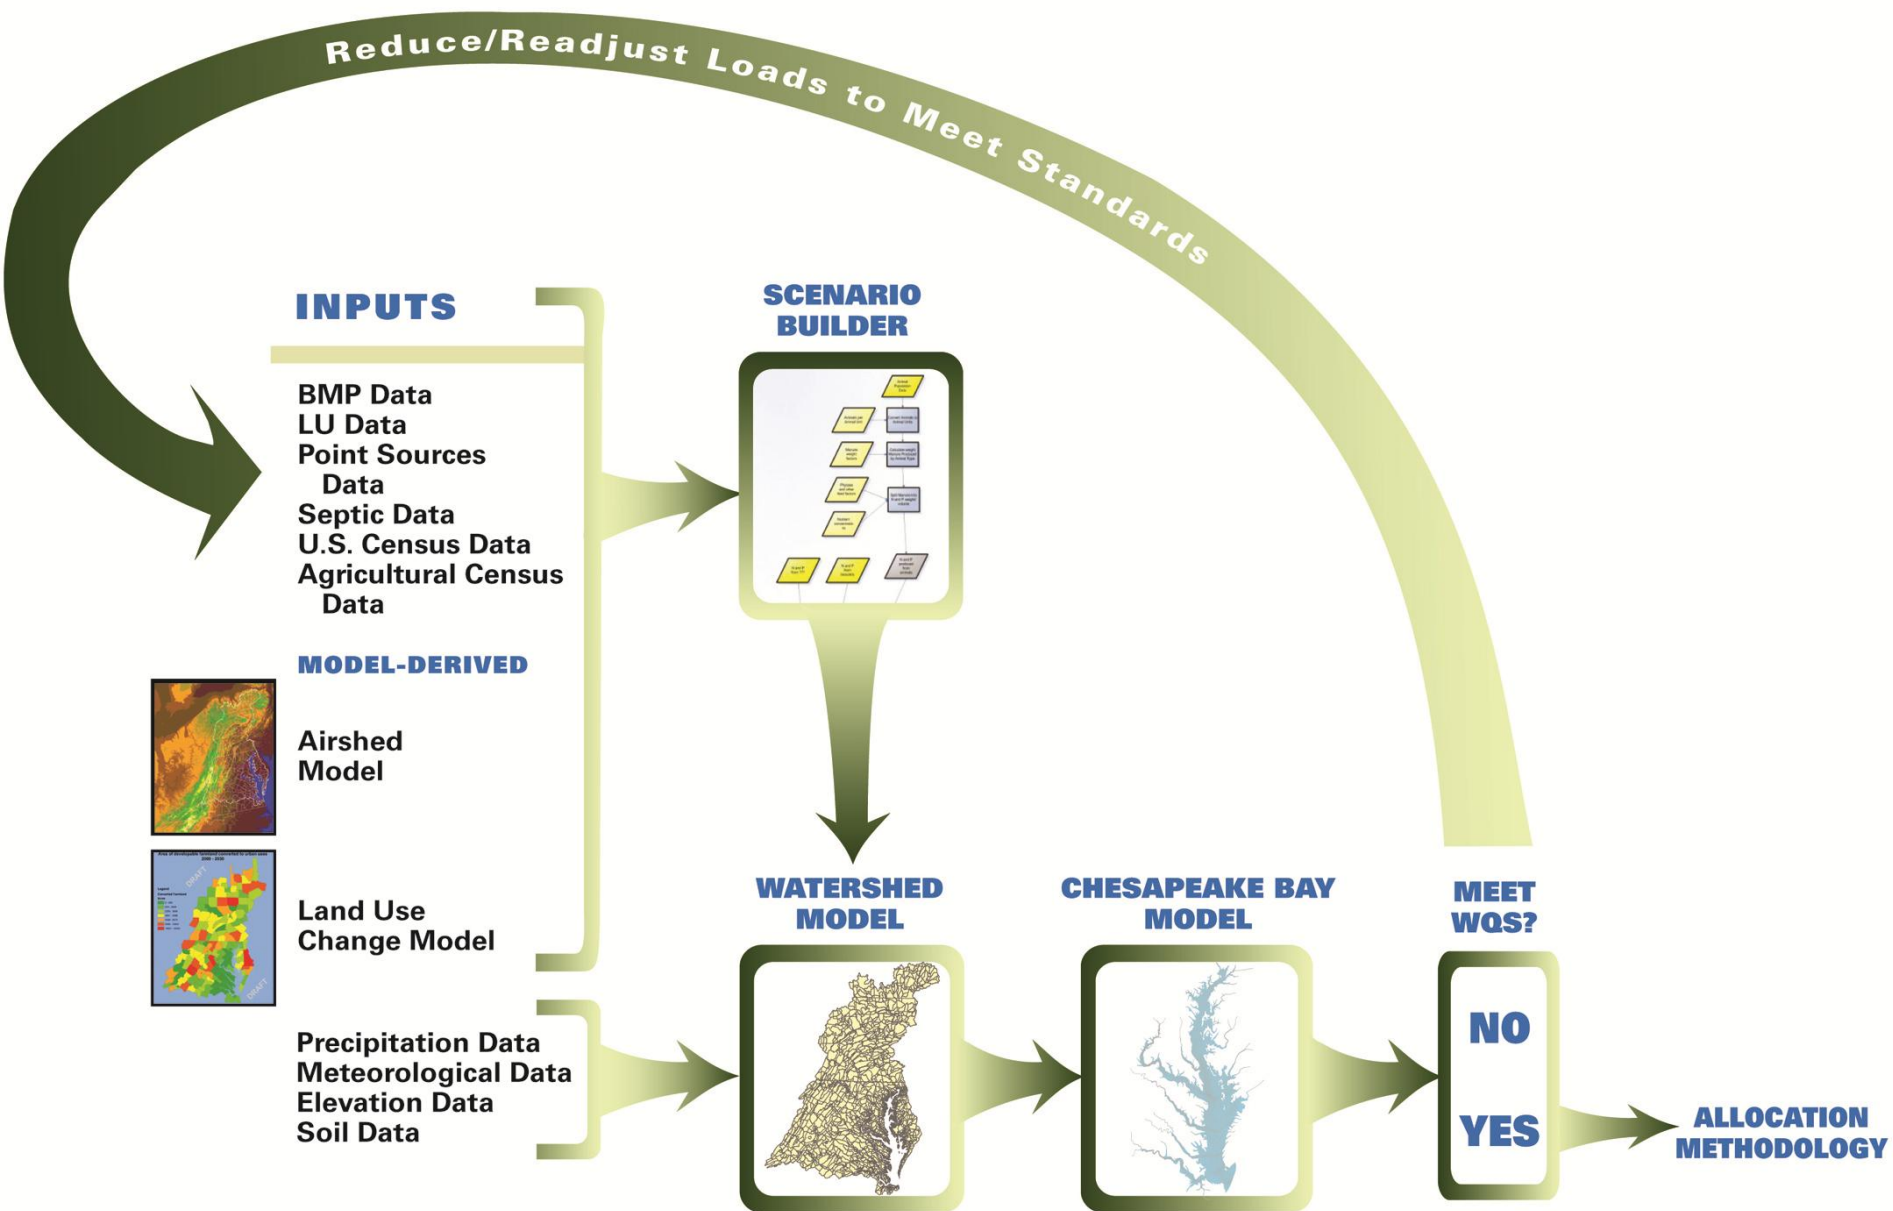 Reduce/Readjust Loads to Meet Standards
INPUTS
BMP Data
LU Data
Point Sources
Data
Septic Data
U.S. Census Data
Agricultural Census
Data
MODEL-DERIVED
Airshed
Model
DRAFT
DRAFT
Land Use
Change Model
Precipitation Data
Meteorological Data
Elevation Data
Soil Data
SCENARIO
BUILDER
WATERSHED
MODEL
CHESAPEAKE BAY
MODEL
MEET
WQS?
NO
YES
ALLOCATION
METHODOLOGY